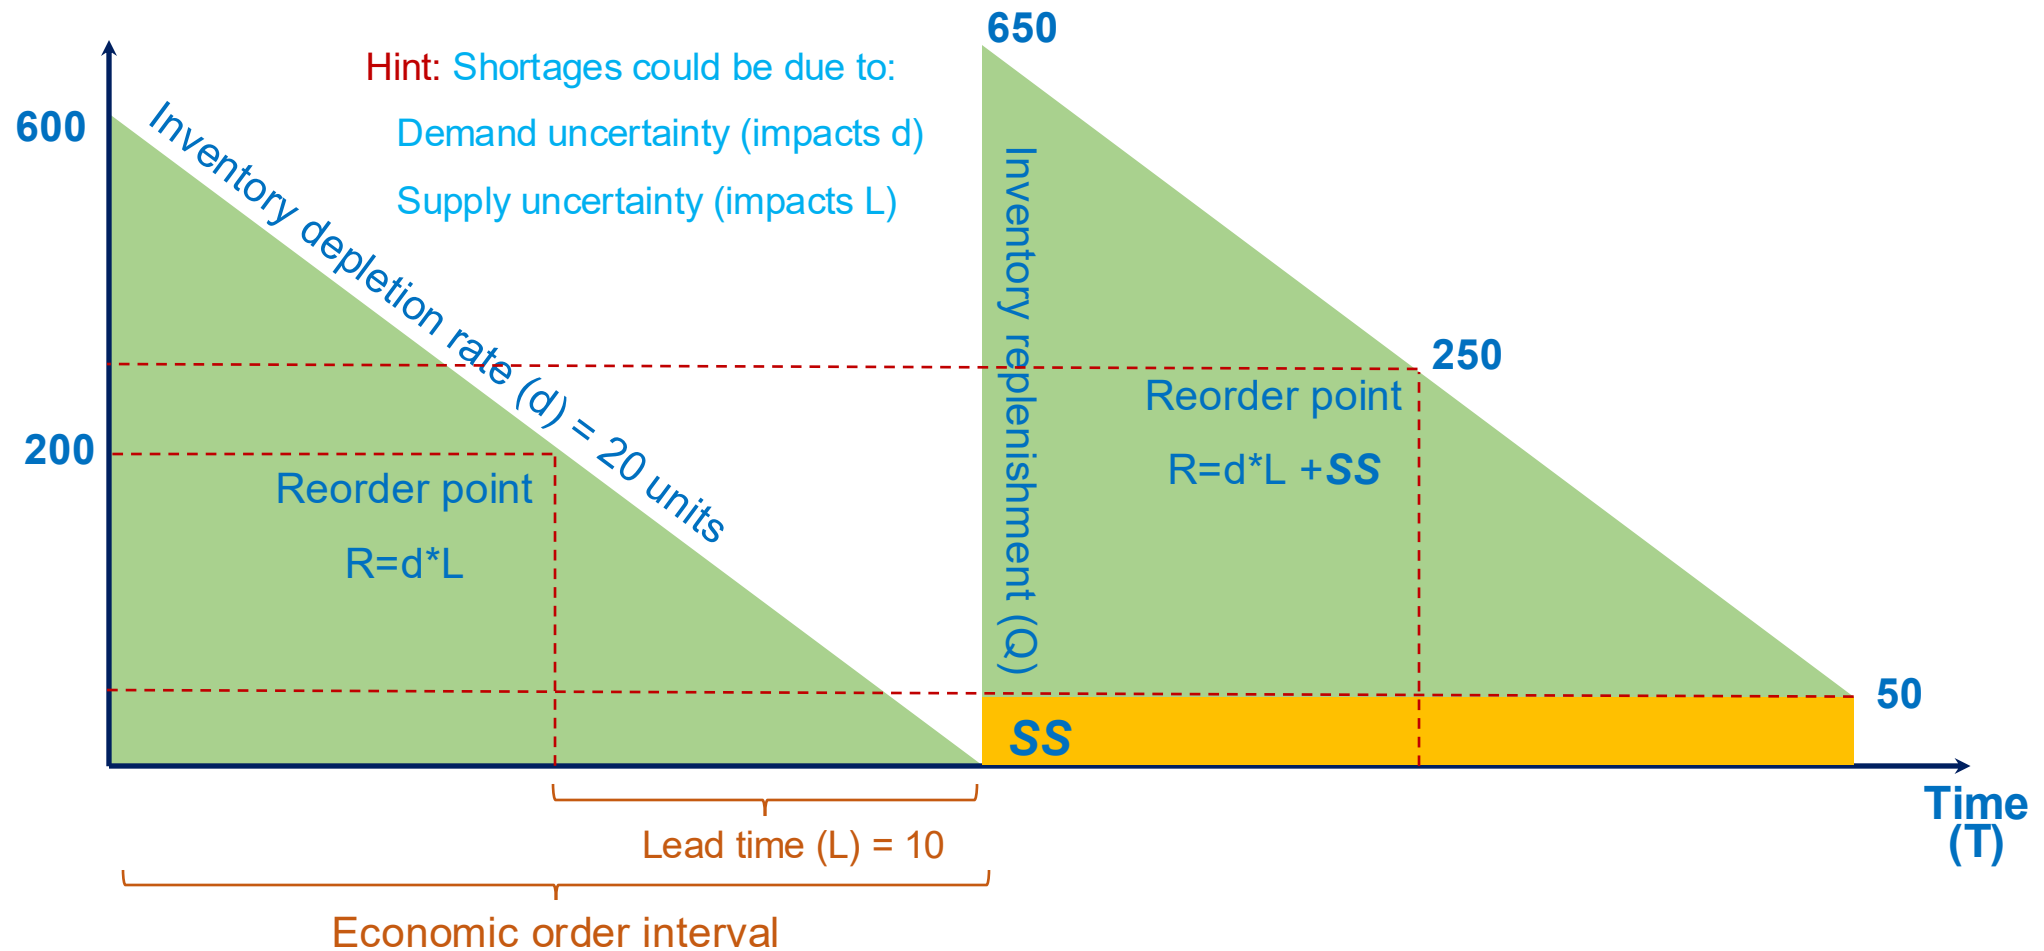 650
Hint: Shortages could be due to:
Demand uncertainty (impacts d)
Supply uncertainty (impacts L)
600
Inventory depletion rate (d) = 20 units
Inventory replenishment (Q)
250
Reorder point
R=d*L +SS
200
Reorder point
R=d*L
50
SS
Time
(T)
Lead time (L) = 10
Economic order interval